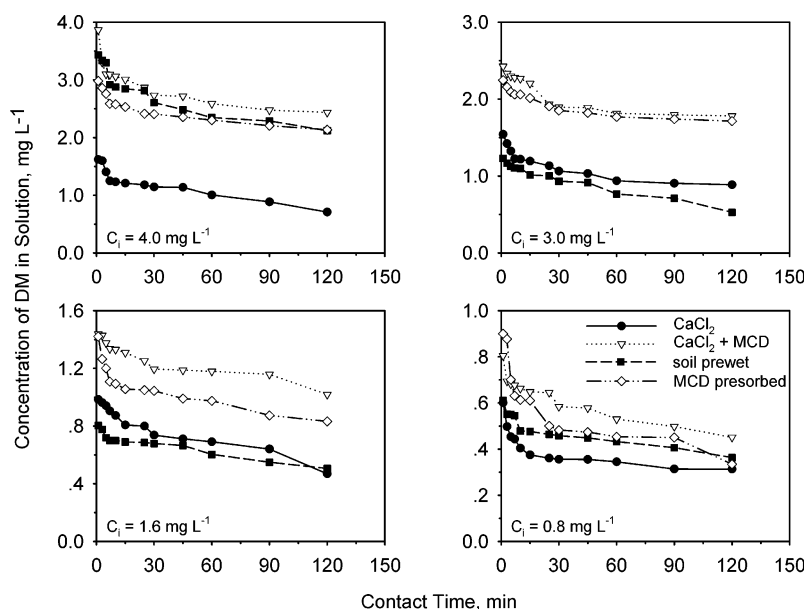 Concentration of DM in Solution, mg L-1
4.0
3.0
2.0
1.0
0.0
Ci = 4.0 mg L-1
0 30 60 90 120 150
3.0
2.0
1.0
0.0
Ci = 3.0 mg L-1
0 30 60 90 120 150
1.6
1.2
.8
.4
0.0
Ci = 1.6 mg L-1
0 30 60 90 120 150
1.0
.8
.6
.4
.2
0.0
CaCl2
CaCl2 + MCD
soil prewet
MCD presorbed
Ci = 0.8 mg L-1
0 30 60 90 120 150
Contact Time, min